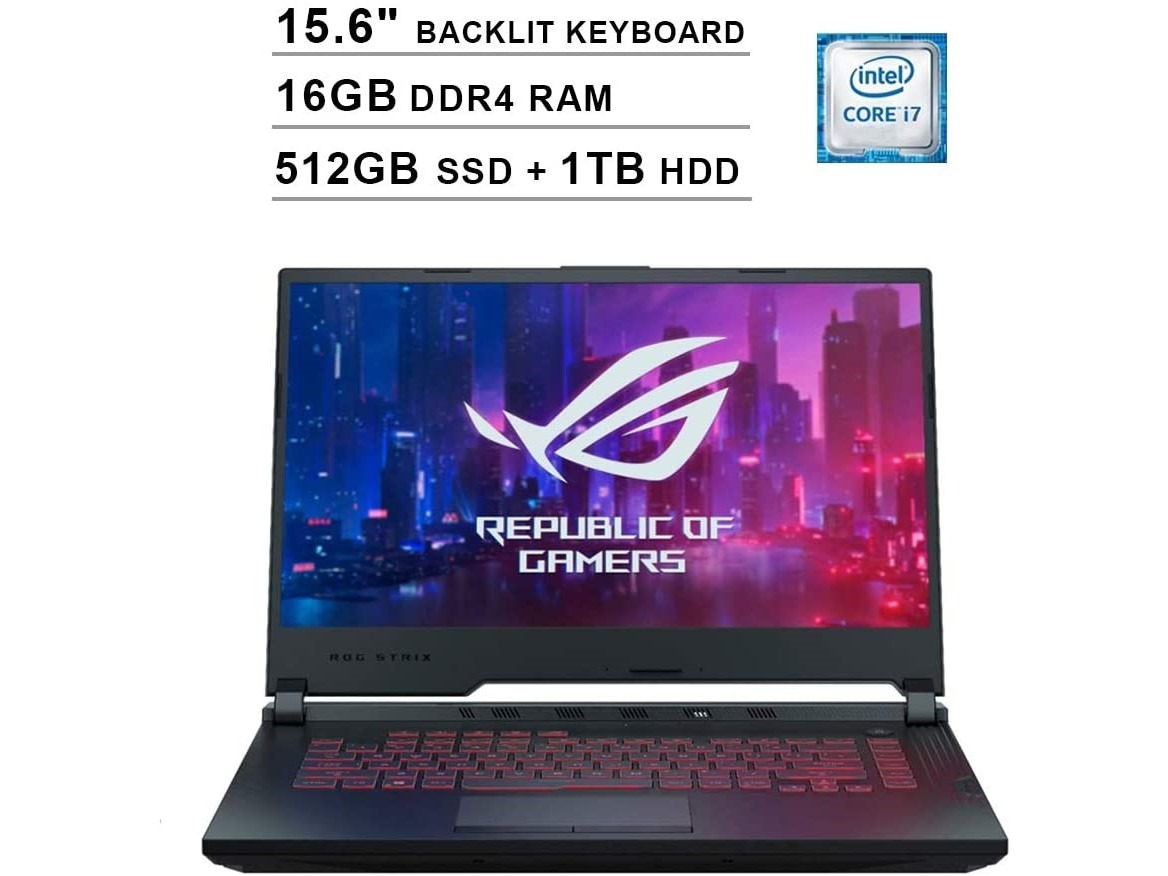 15.6" BACKLIT KEYBOARD
16GB DDR4 RAM
512GB SSD + 1TB HDD
intel
CORE i7
REPUBLIC OF
GAMERS
ROG STRIX